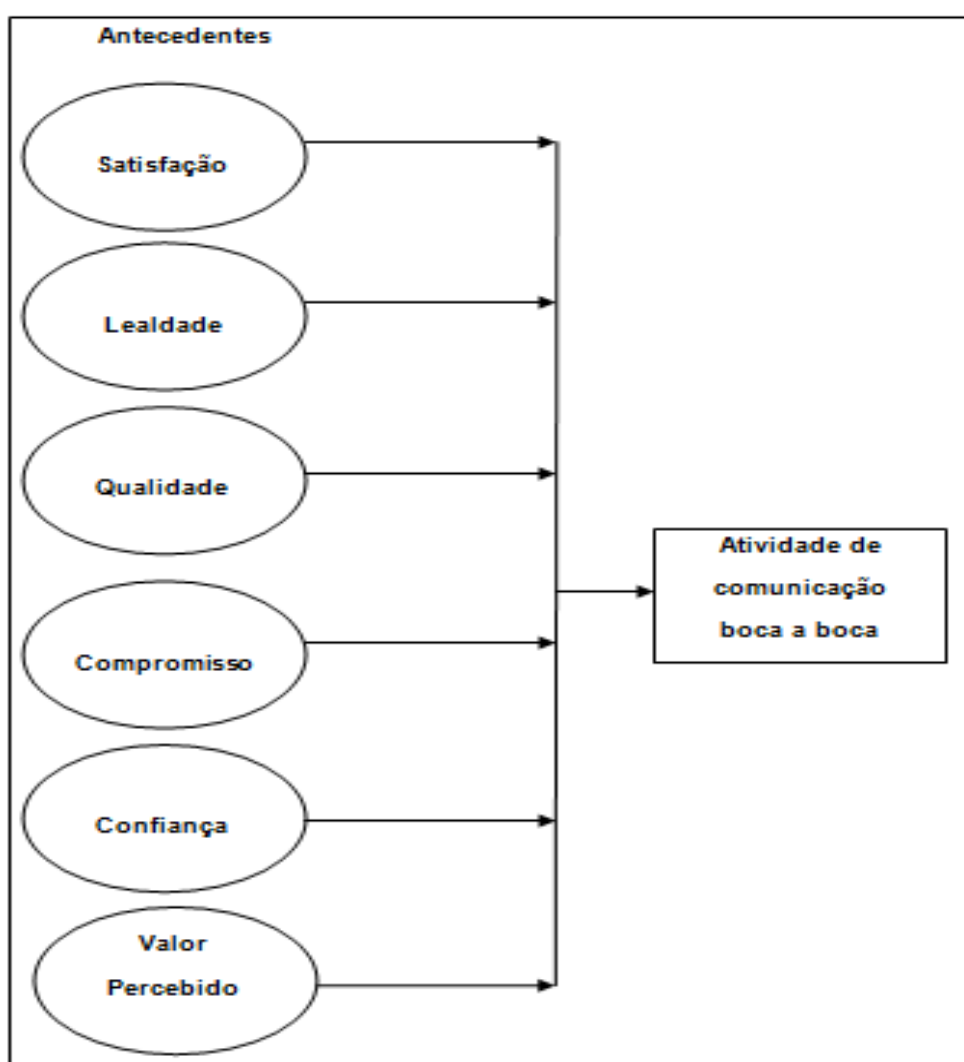 Antecedentes
Satisfação
Lealdade
Qualidade
Atividade de
comunicação
boca a boca
Compromisso
Confiança
Valor
Percebido